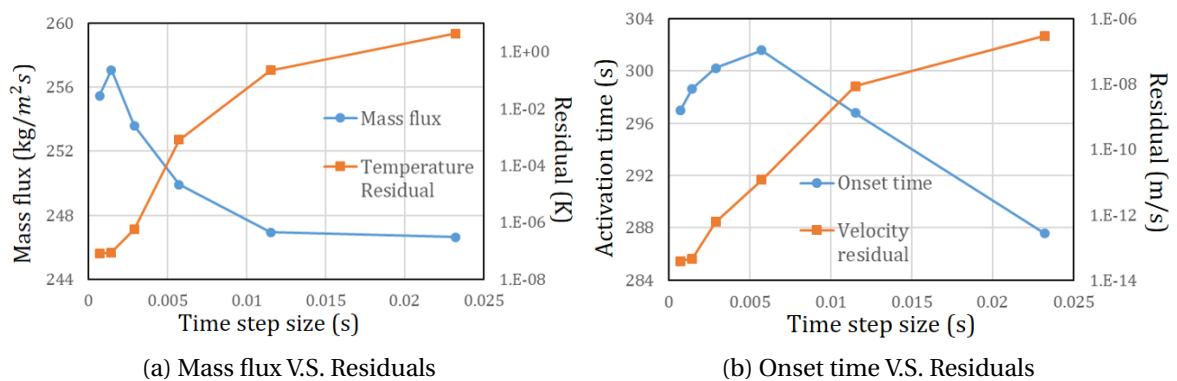 260
256
252
248
244
Mass flux (kg/m²s)
1.E+00
1.E-02
1.E-04
1.E-06
1.E-08
Residual (K)
Mass flux
Temperature
Residual
0
0.005
0.01
0.015
0.02
0.025
Time step size (s)
(a) Mass flux V.S. Residuals
304
300
296
292
288
284
Activation time (s)
1.E-06
1.E-08
1.E-10
1.E-12
1.E-14
Residual (m/s)
Onset time
Velocity
residual
0
0.005
0.01
0.015
0.02
0.025
Time step size (s)
(b) Onset time V.S. Residuals